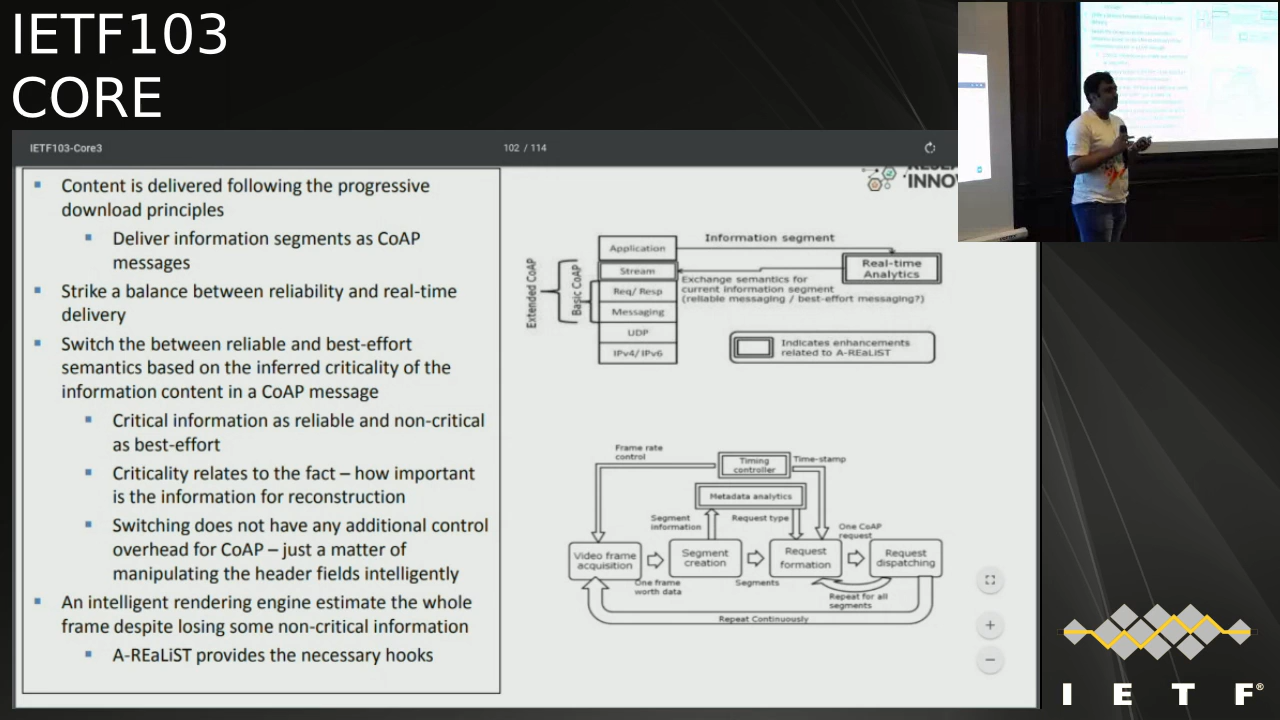 IETF103
CORE
IETF103-Core3
102 / 114
Content is delivered following the progressive
download principles
Deliver information segments as CoAP
messages
Strike a balance between reliability and real-time
delivery
Switch the between reliable and best-effort
semantics based on the inferred criticality of the
information content in a CoAP message
Critical information as reliable and non-critical
as best-effort
Criticality relates to the fact – how important
is the information for reconstruction
Switching does not have any additional control
overhead for CoAP – just a matter of
manipulating the header fields intelligently
An intelligent rendering engine estimate the whole
frame despite losing some non-critical information
A-REaLiST provides the necessary hooks
Extended CoAP
Basic CoAP
Application
Stream
Req/ Resp
Messaging
UDP
IPv4/ IPv6
Information segment
Real-time
Analytics
Exchange semantics for
current information segment
(reliable messaging / best-effort messaging?)
Indicates enhancements
related to A-REaLIST
Frame rate
control
Timing
controller
Time-stamp
Metadata analytics
Segment
information
Request type
One CoAP
request
Video frame
acquisition
Segment
creation
Request
formation
Request
dispatching
One frame
worth data
Segments
Repeat for all
segments
Repeat Continuously
I E T F®